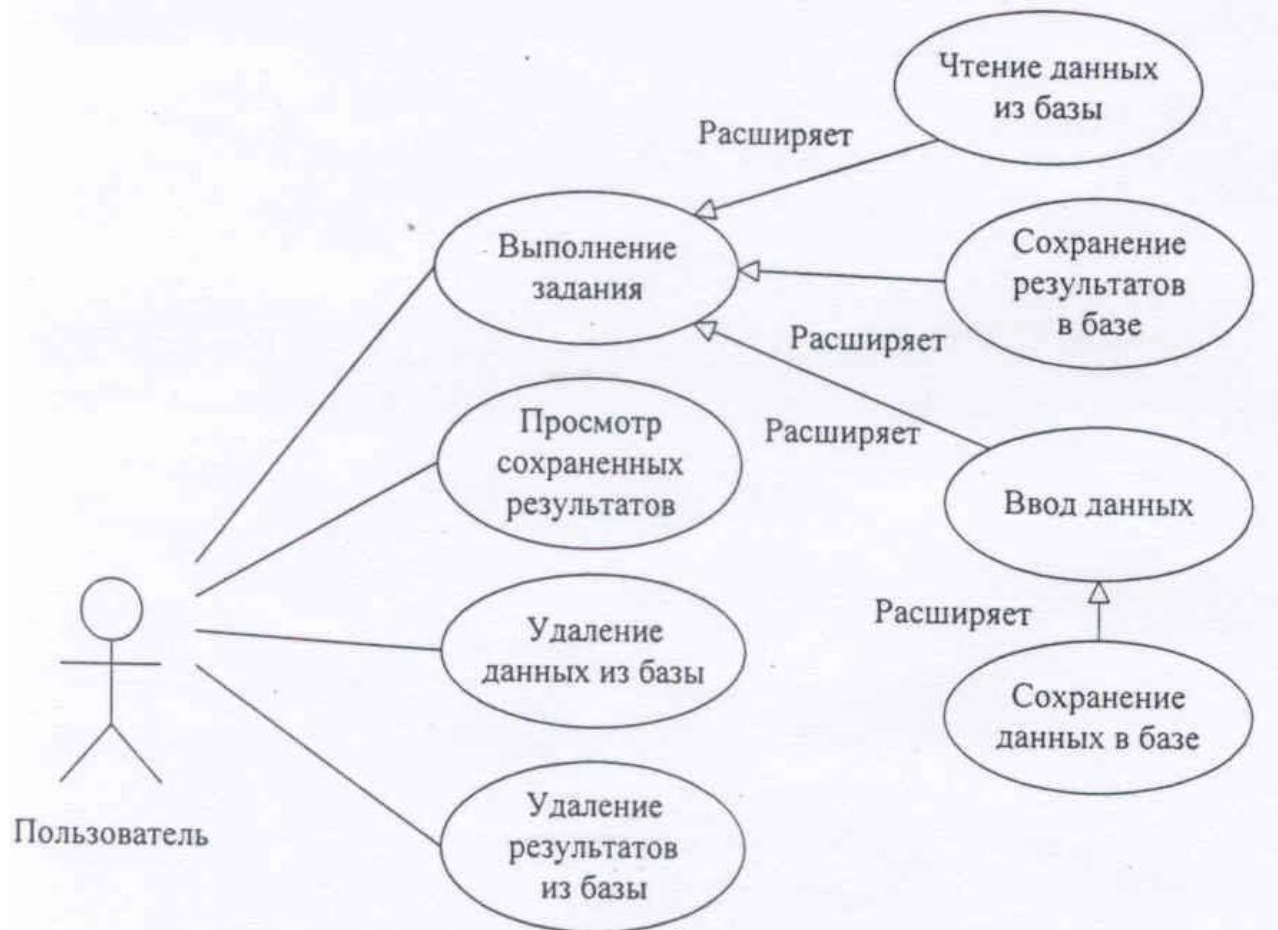 Чтение данных
из базы
Расширяет
Выполнение
задания
Сохранение
результатов
в базе
Расширяет
Просмотр
сохраненных
результатов
Расширяет
Ввод данных
Удаление
данных из базы
Расширяет
Сохранение
данных в базе
Удаление
результатов
из базы
Пользователь